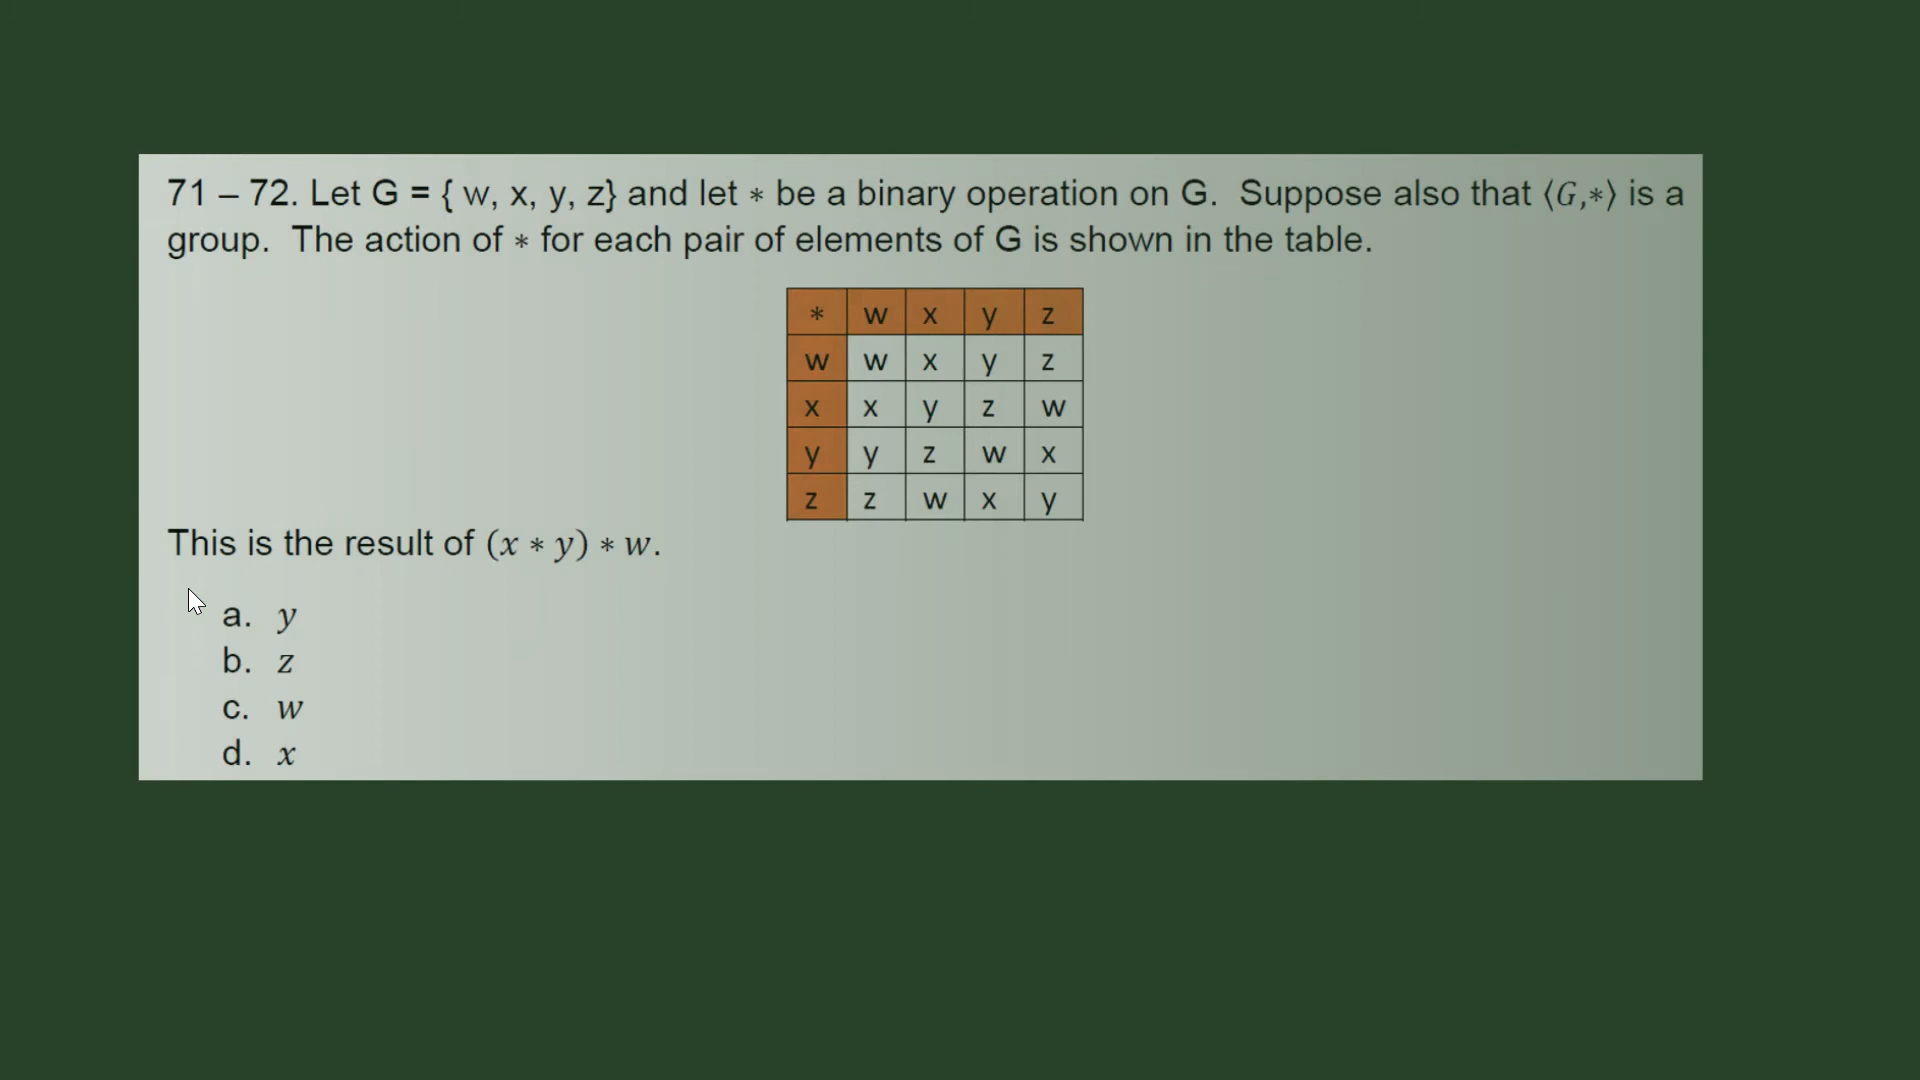 71 – 72. Let G = { w, x, y, z} and let ∗ be a binary operation on G. Suppose also that ⟨G,∗⟩ is a
group. The action of ∗ for each pair of elements of G is shown in the table.
∗ w x y z
w w x y z
x x y z w
y y z w x
z z w x y
This is the result of (x ∗ y) ∗ w.
a. y
b. z
c. w
d. x